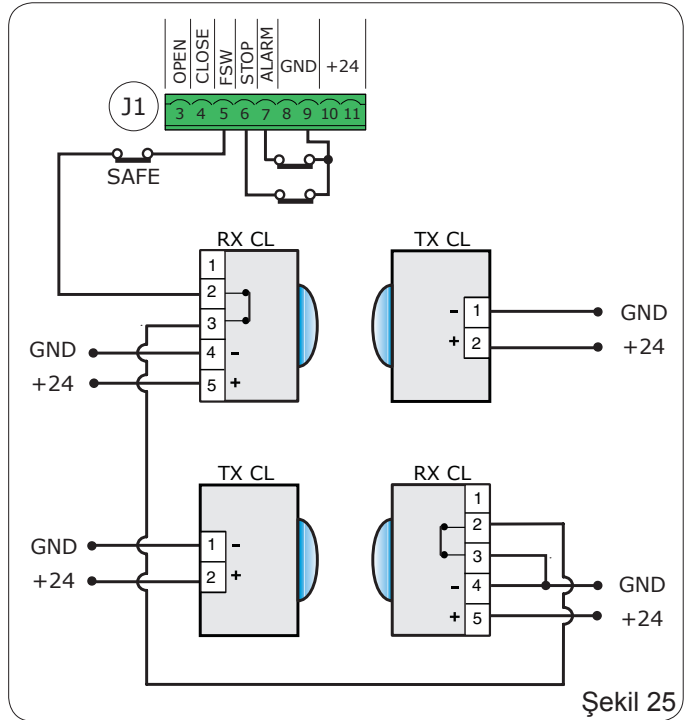 OPEN CLOSE FSW STOP ALARM GND +24
J1 3 4 5 6 7 8 9 10 11
SAFE
RX CL
1
2
3
GND 4 -
+24 5 +
TX CL
- 1 GND
+ 2 +24
TX CL
GND 1 -
+24 2 +
RX CL
1
2
3
- 4 GND
+ 5 +24
Şekil 25